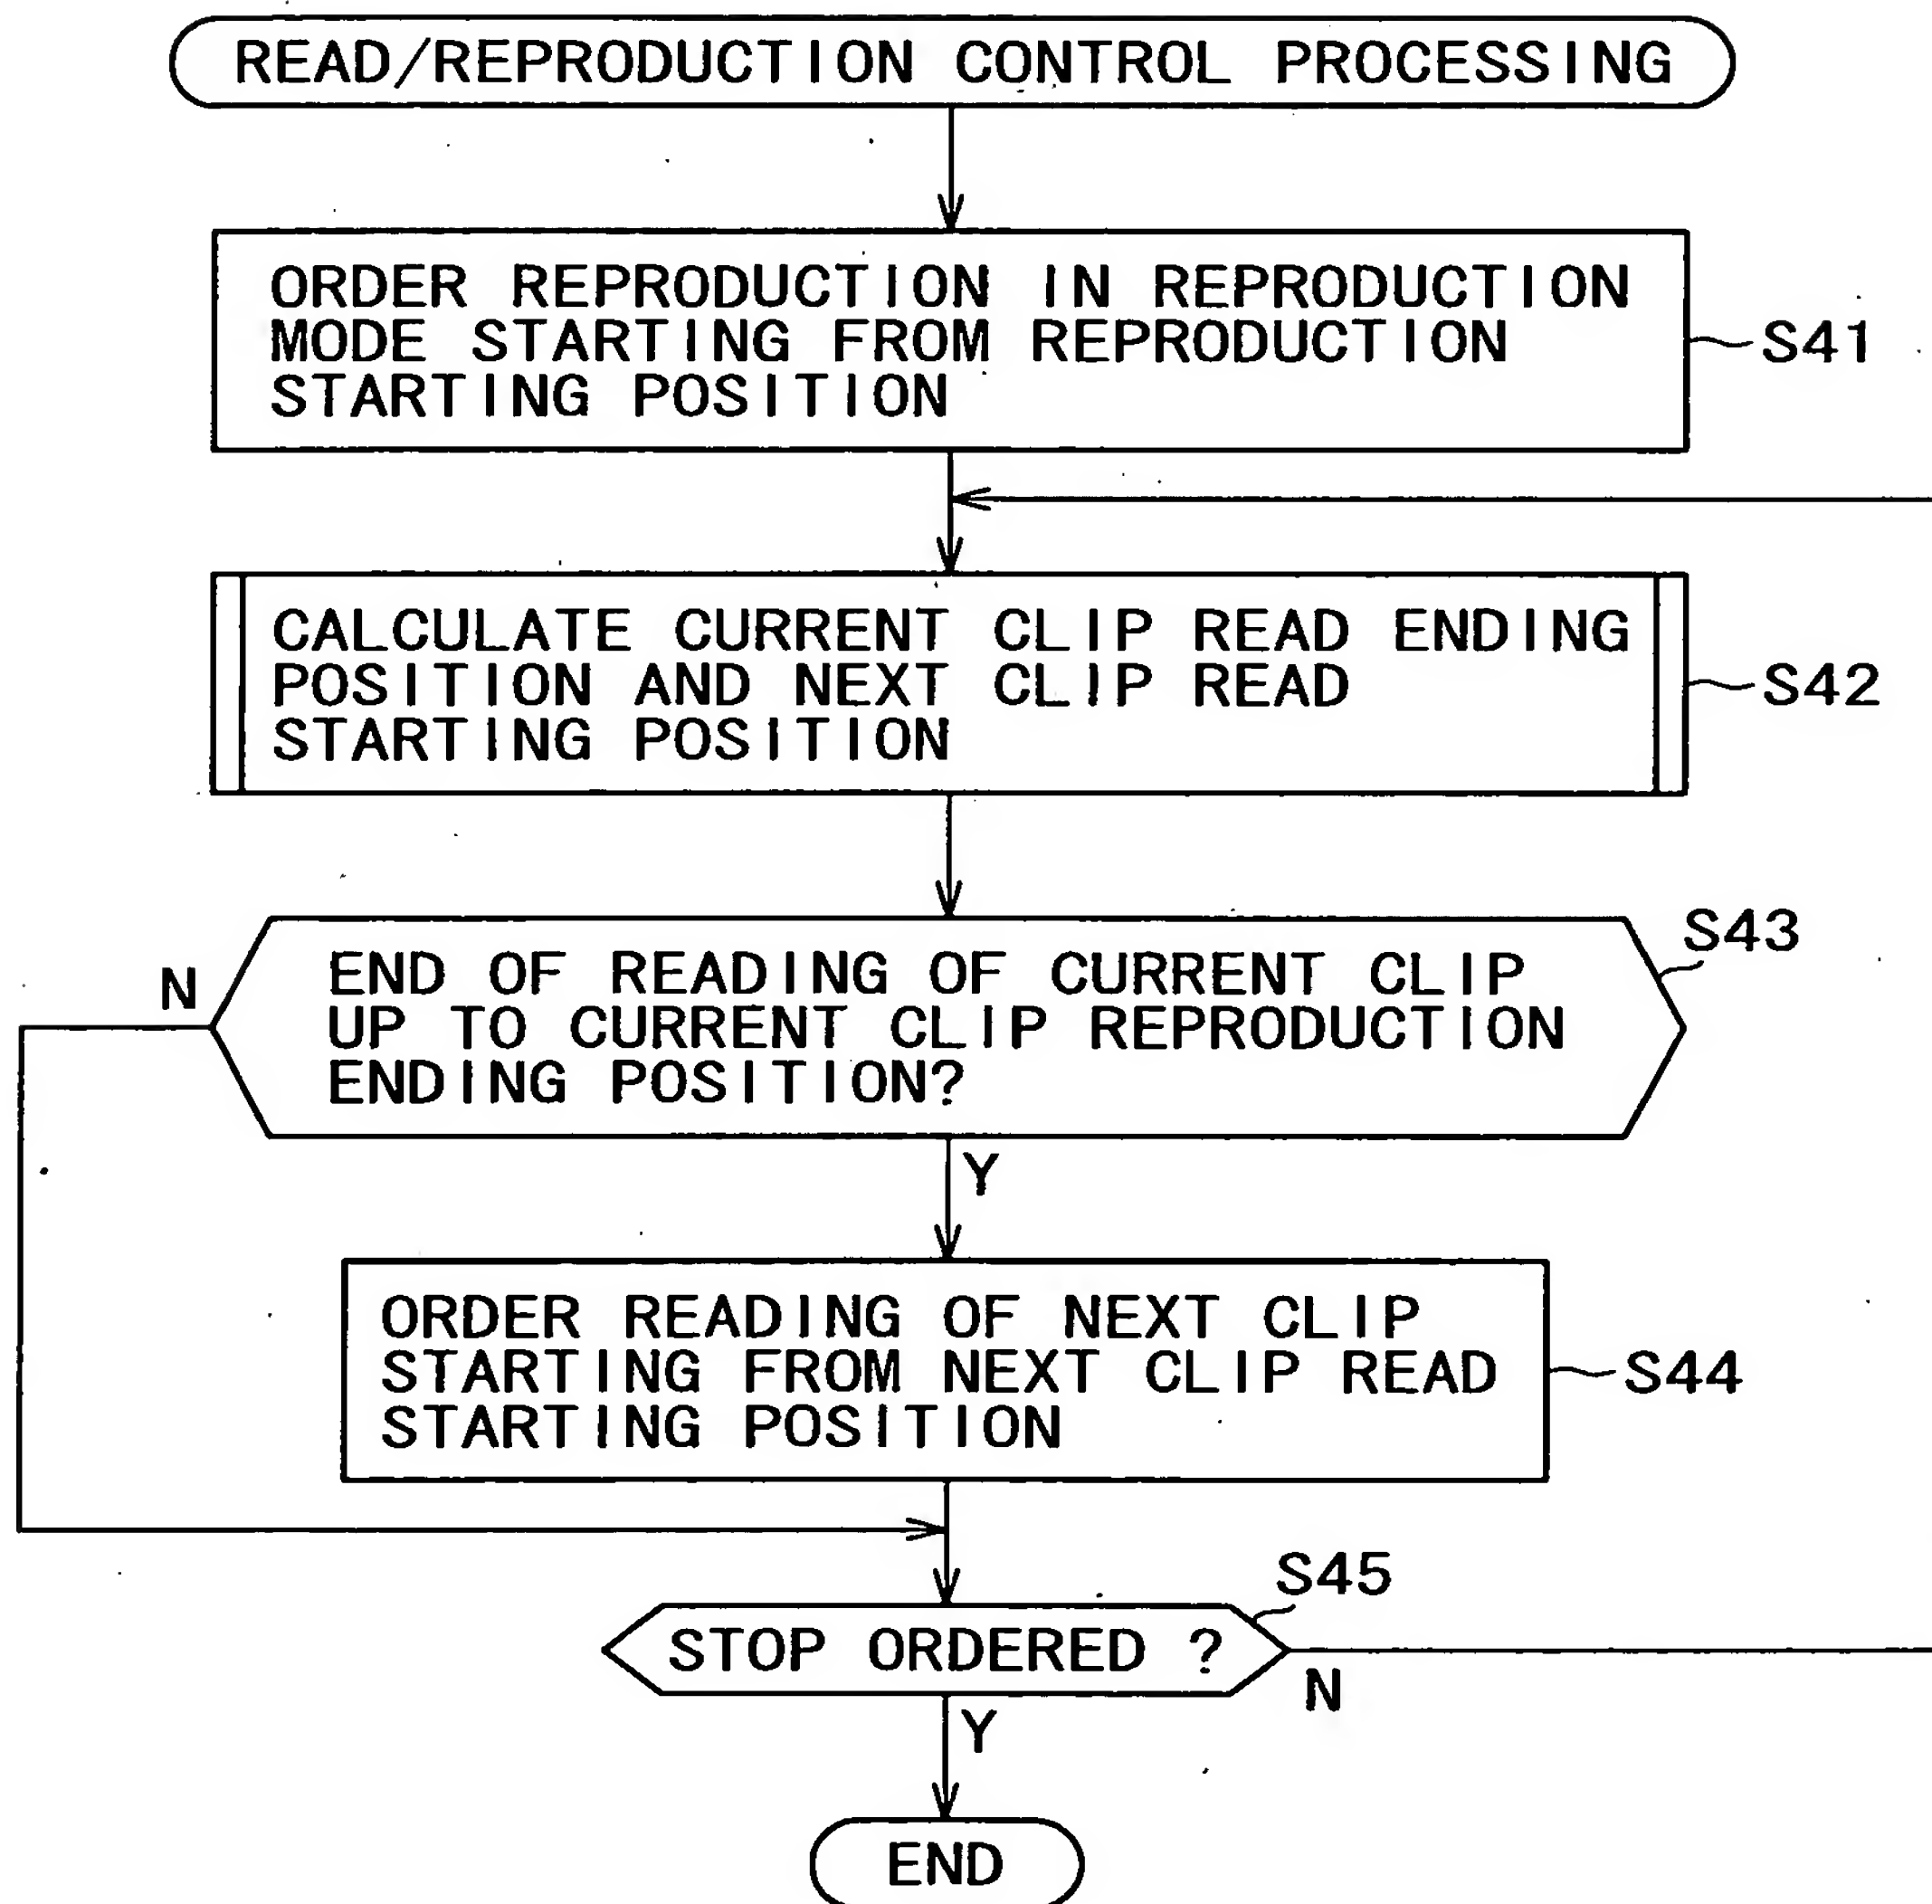 READ/REPRODUCTION CONTROL PROCESSING
ORDER REPRODUCTION IN REPRODUCTION
MODE STARTING FROM REPRODUCTION
STARTING POSITION
S41
CALCULATE CURRENT CLIP READ ENDING
POSITION AND NEXT CLIP READ
STARTING POSITION
S42
S43
N
END OF READING OF CURRENT CLIP
UP TO CURRENT CLIP REPRODUCTION
ENDING POSITION?
Y
ORDER READING OF NEXT CLIP
STARTING FROM NEXT CLIP READ
STARTING POSITION
S44
S45
STOP ORDERED ?
N
Y
END